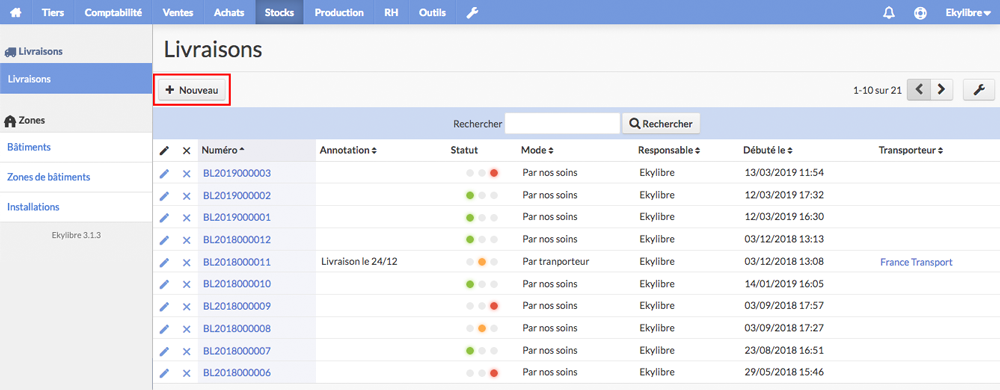 Tiers Comptabilité Ventes Achats Stocks Production RH Outils Ekylibre
Livraisons
Livraisons
Zones
Bâtiments
Zones de bâtiments
Installations
Ekylibre 3.1.3
Livraisons
+ Nouveau
1-10 sur 21
Rechercher Rechercher
Numéro Annotation Statut Mode Responsable Débuté le Transporteur
BL2019000003 Par nos soins Ekylibre 13/03/2019 11:54
BL2019000002 Par nos soins Ekylibre 12/03/2019 17:32
BL2019000001 Par nos soins Ekylibre 12/03/2019 16:30
BL2018000012 Par nos soins Ekylibre 03/12/2018 13:13
BL2018000011 Livraison le 24/12 Par tranporteur Ekylibre 03/12/2018 13:08 France Transport
BL2018000010 Par nos soins Ekylibre 14/01/2019 16:05
BL2018000009 Par nos soins Ekylibre 03/09/2018 17:57
BL2018000008 Par nos soins Ekylibre 03/09/2018 17:27
BL2018000007 Par nos soins Ekylibre 23/08/2018 16:51
BL2018000006 Par nos soins Ekylibre 29/05/2018 15:46